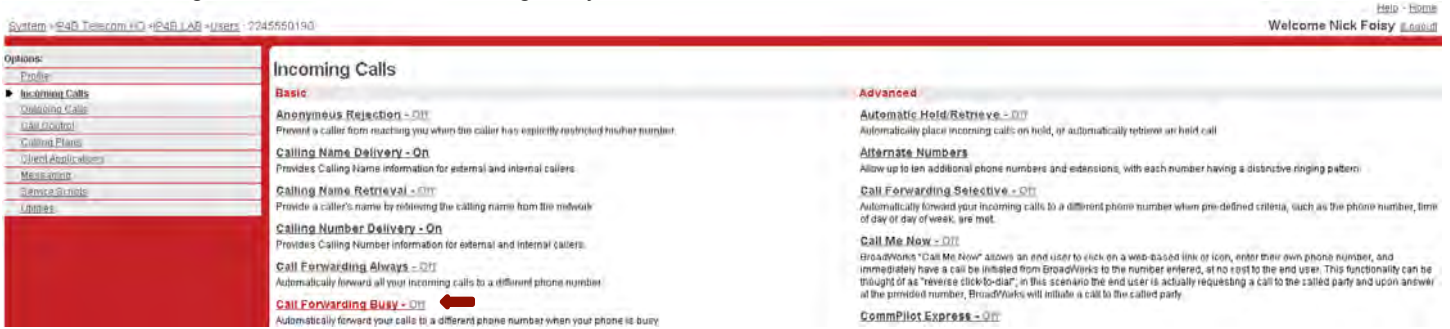 Help - Home
System >IP4B Telecom HQ >IP4B LAB >Users : 2245550190
Welcome Nick Foisy [Logout]
Options:
Profile
Incoming Calls
Outgoing Calls
Call Control
Calling Plans
Client Applications
Messaging
Service Scripts
Utilities
Incoming Calls
Basic
Anonymous Rejection - Off
Prevent a caller from reaching you when the caller has explicitly restricted his/her number.
Calling Name Delivery - On
Provides Calling Name information for external and internal callers.
Calling Name Retrieval - Off
Provide a caller's name by retrieving the calling name from the network
Calling Number Delivery - On
Provides Calling Number information for external and internal callers.
Call Forwarding Always - Off
Automatically forward all your incoming calls to a different phone number.
Call Forwarding Busy - Off
Automatically forward your calls to a different phone number when your phone is busy
Advanced
Automatic Hold/Retrieve - Off
Automatically place incoming calls on hold, or automatically retrieve an held call
Alternate Numbers
Allow up to ten additional phone numbers and extensions, with each number having a distinctive ringing pattern.
Call Forwarding Selective - Off
Automatically forward your incoming calls to a different phone number when pre-defined criteria, such as the phone number, time
of day or day of week, are met.
Call Me Now - Off
BroadWorks "Call Me Now" allows an end user to click on a web-based link or icon, enter their own phone number, and
immediately have a call be initiated from BroadWorks to the number entered, at no cost to the end user. This functionality can be
thought of as "reverse click-to-dial"; in this scenario the end user is actually requesting a call to the called party and upon answer
at the provided number, BroadWorks will initiate a call to the called party.
CommPilot Express - Off